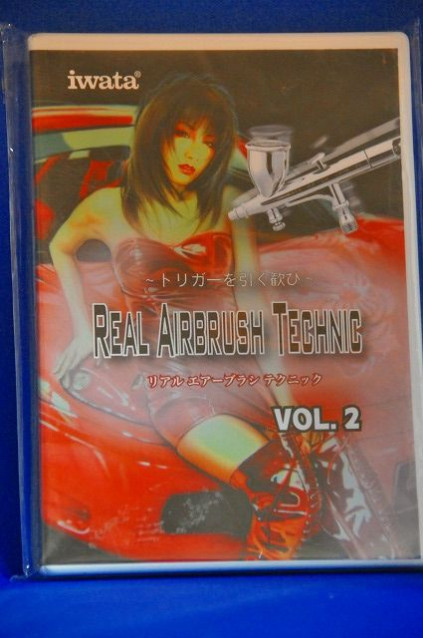 iwata®
~トリガーを引く歓び~
REAL AIRBRUSH TECHNIC
リアル エアーブラシ テクニック
VOL. 2